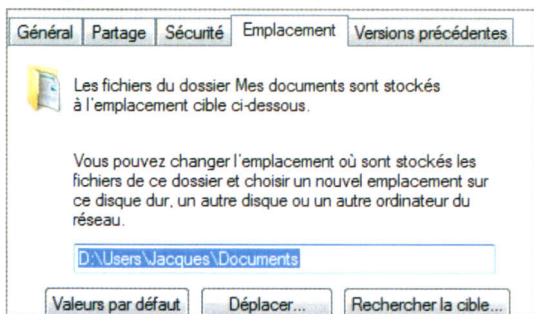 Général Partage Sécurité Emplacement Versions précédentes
Les fichiers du dossier Mes documents sont stockés
à l'emplacement cible ci-dessous.
Vous pouvez changer l'emplacement où sont stockés les
fichiers de ce dossier et choisir un nouvel emplacement sur
ce disque dur, un autre disque ou un autre ordinateur du
réseau.
D:\Users\Jacques\Documents
Valeurs par défaut Déplacer... Rechercher la cible...